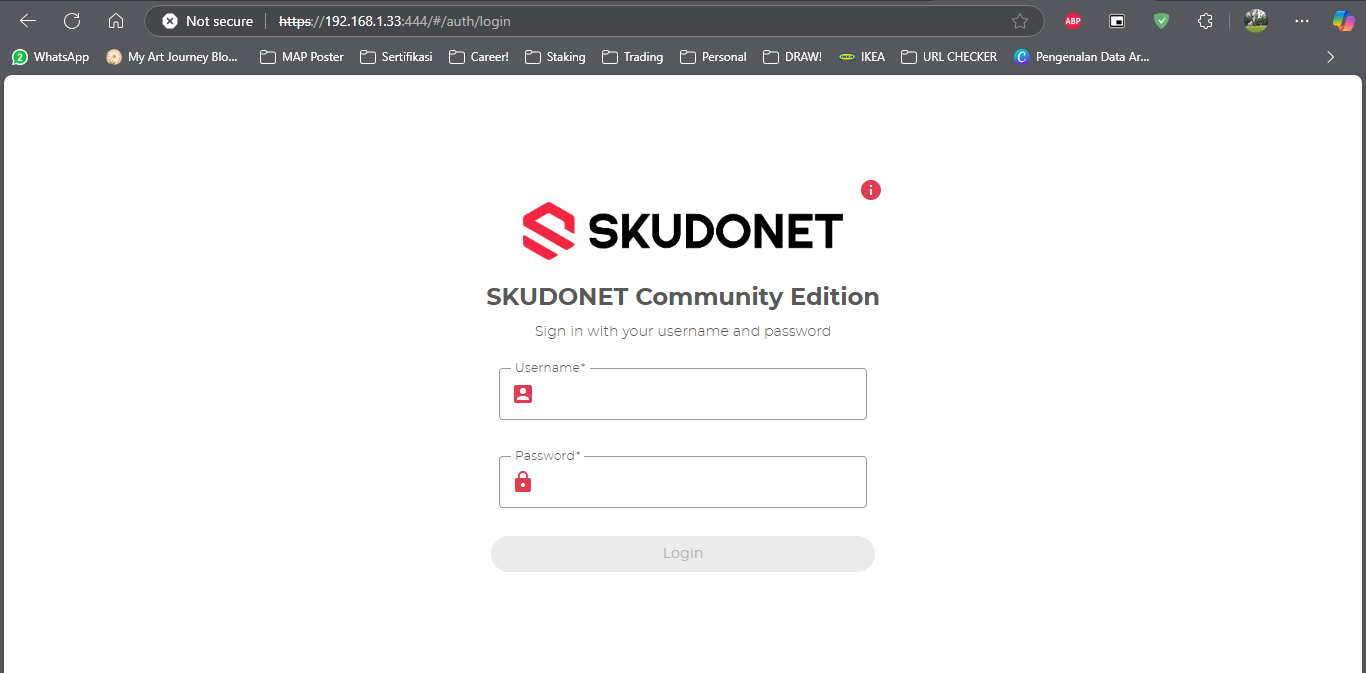 Not secure https://192.168.1.33:444/#/auth/login ABP
2 WhatsApp My Art Journey Blo... MAP Poster Sertifikasi Career! Staking Trading Personal DRAW! IKEA URL CHECKER C Pengenalan Data Ar...
i
SKUDONET
SKUDONET Community Edition
Sign in with your username and password
Username*
Password*
Login